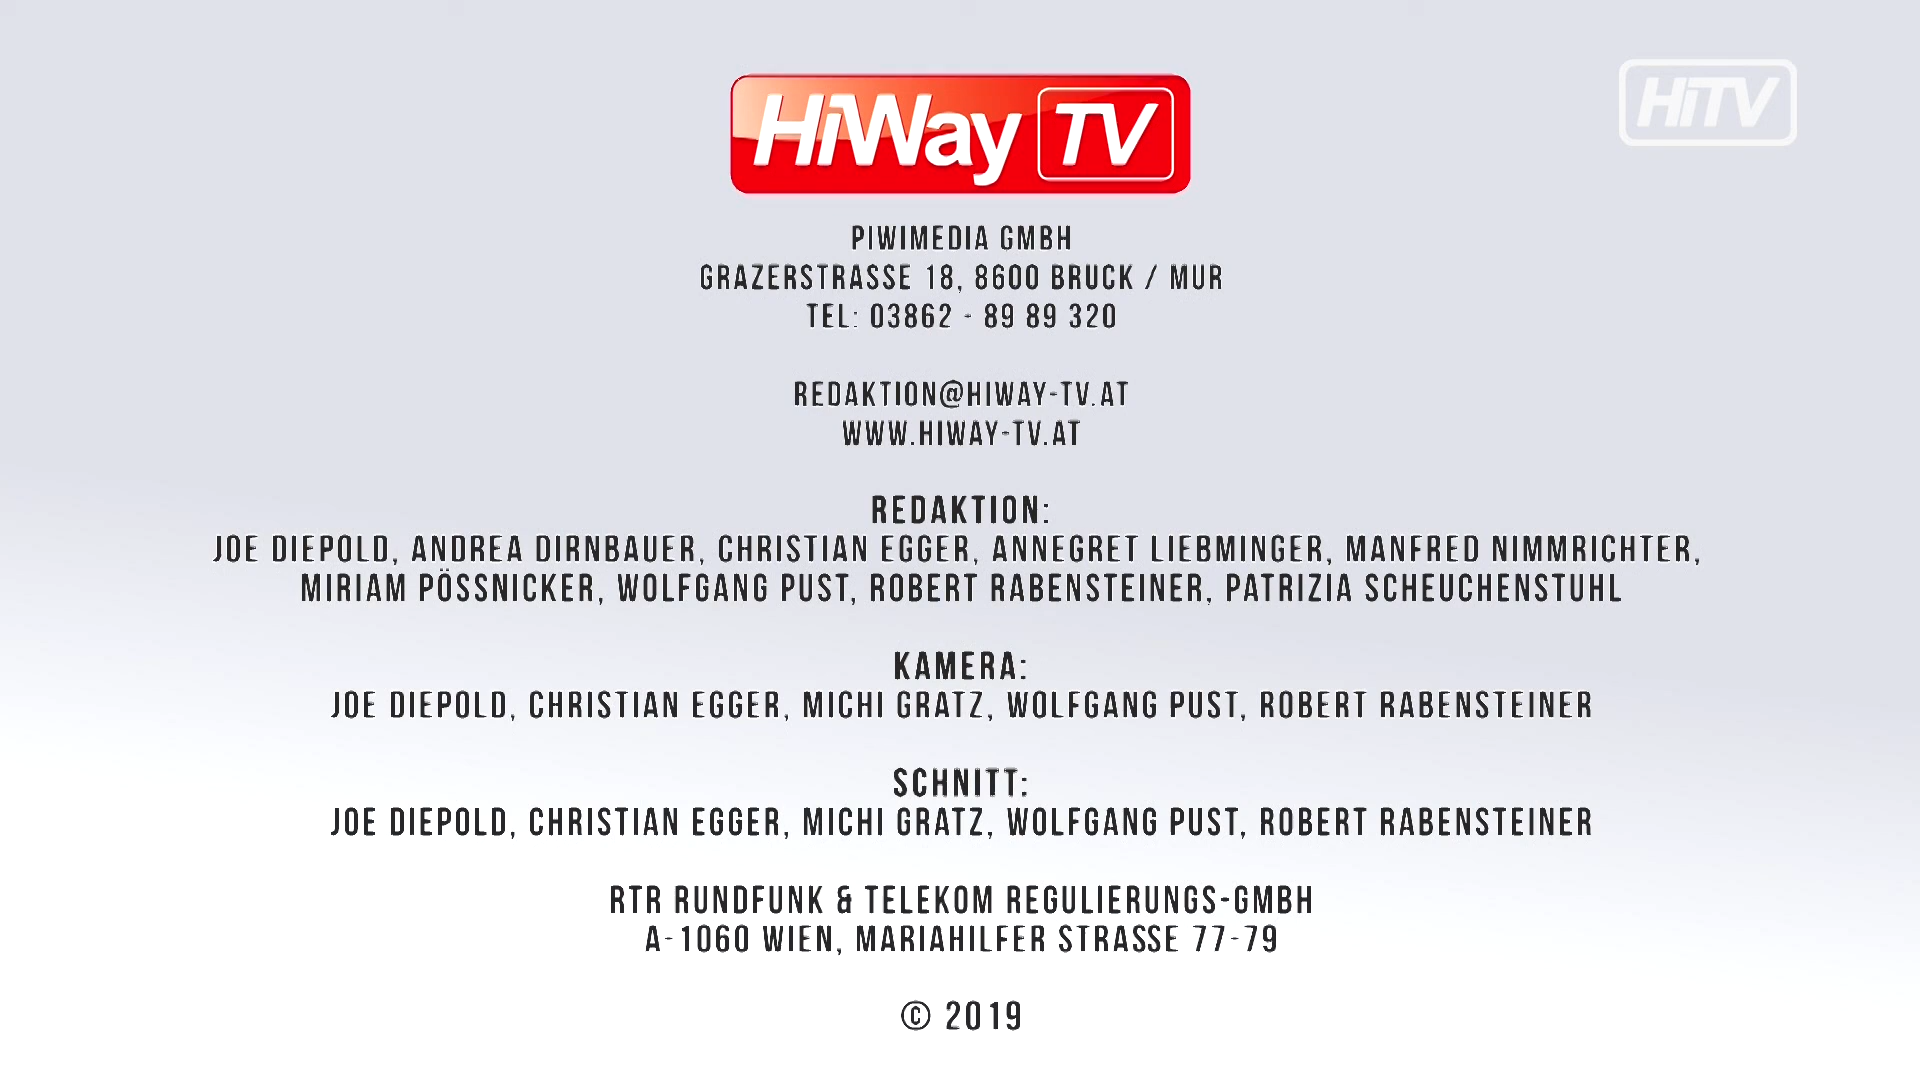 HiWay TV
HiTV
PIWIMEDIA GMBH
GRAZERSTRASSE 18, 8600 BRUCK / MUR
TEL: 03862 - 89 89 320
REDAKTION@HIWAY-TV.AT
WWW.HIWAY-TV.AT
REDAKTION:
JOE DIEPOLD, ANDREA DIRNBAUER, CHRISTIAN EGGER, ANNEGRET LIEBMINGER, MANFRED NIMMRICHTER,
MIRIAM PÖSSNICKER, WOLFGANG PUST, ROBERT RABENSTEINER, PATRIZIA SCHEUCHENSTUHL
KAMERA:
JOE DIEPOLD, CHRISTIAN EGGER, MICHI GRATZ, WOLFGANG PUST, ROBERT RABENSTEINER
SCHNITT:
JOE DIEPOLD, CHRISTIAN EGGER, MICHI GRATZ, WOLFGANG PUST, ROBERT RABENSTEINER
RTR RUNDFUNK & TELEKOM REGULIERUNGS-GMBH
A-1060 WIEN, MARIAHILFER STRASSE 77-79
© 2019